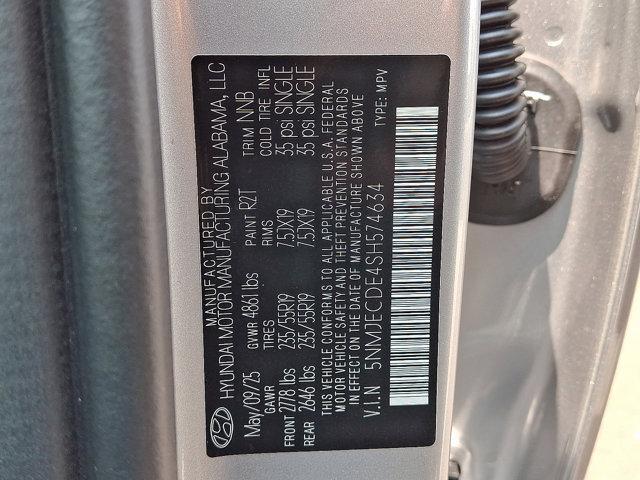 MANUFACTURED BY
HYUNDAI MOTOR MANUFACTURING ALABAMA, LLC
May/09/25 GVWR 4861 lbs PAINT R2T TRIM NNB
GAWR TIRES RIMS COLD TIRE INFL
FRONT 2778 lbs 235/55R19 7.5JX19 35 psi SINGLE
REAR 2646 lbs 235/55R19 7.5JX19 35 psi SINGLE
THIS VEHICLE CONFORMS TO ALL APPLICABLE U.S.A. FEDERAL
MOTOR VEHICLE SAFETY AND THEFT PREVENTION STANDARDS
IN EFFECT ON THE DATE OF MANUFACTURE SHOWN ABOVE
V.I.N 5NMJECDE4SH574634 TYPE: MPV